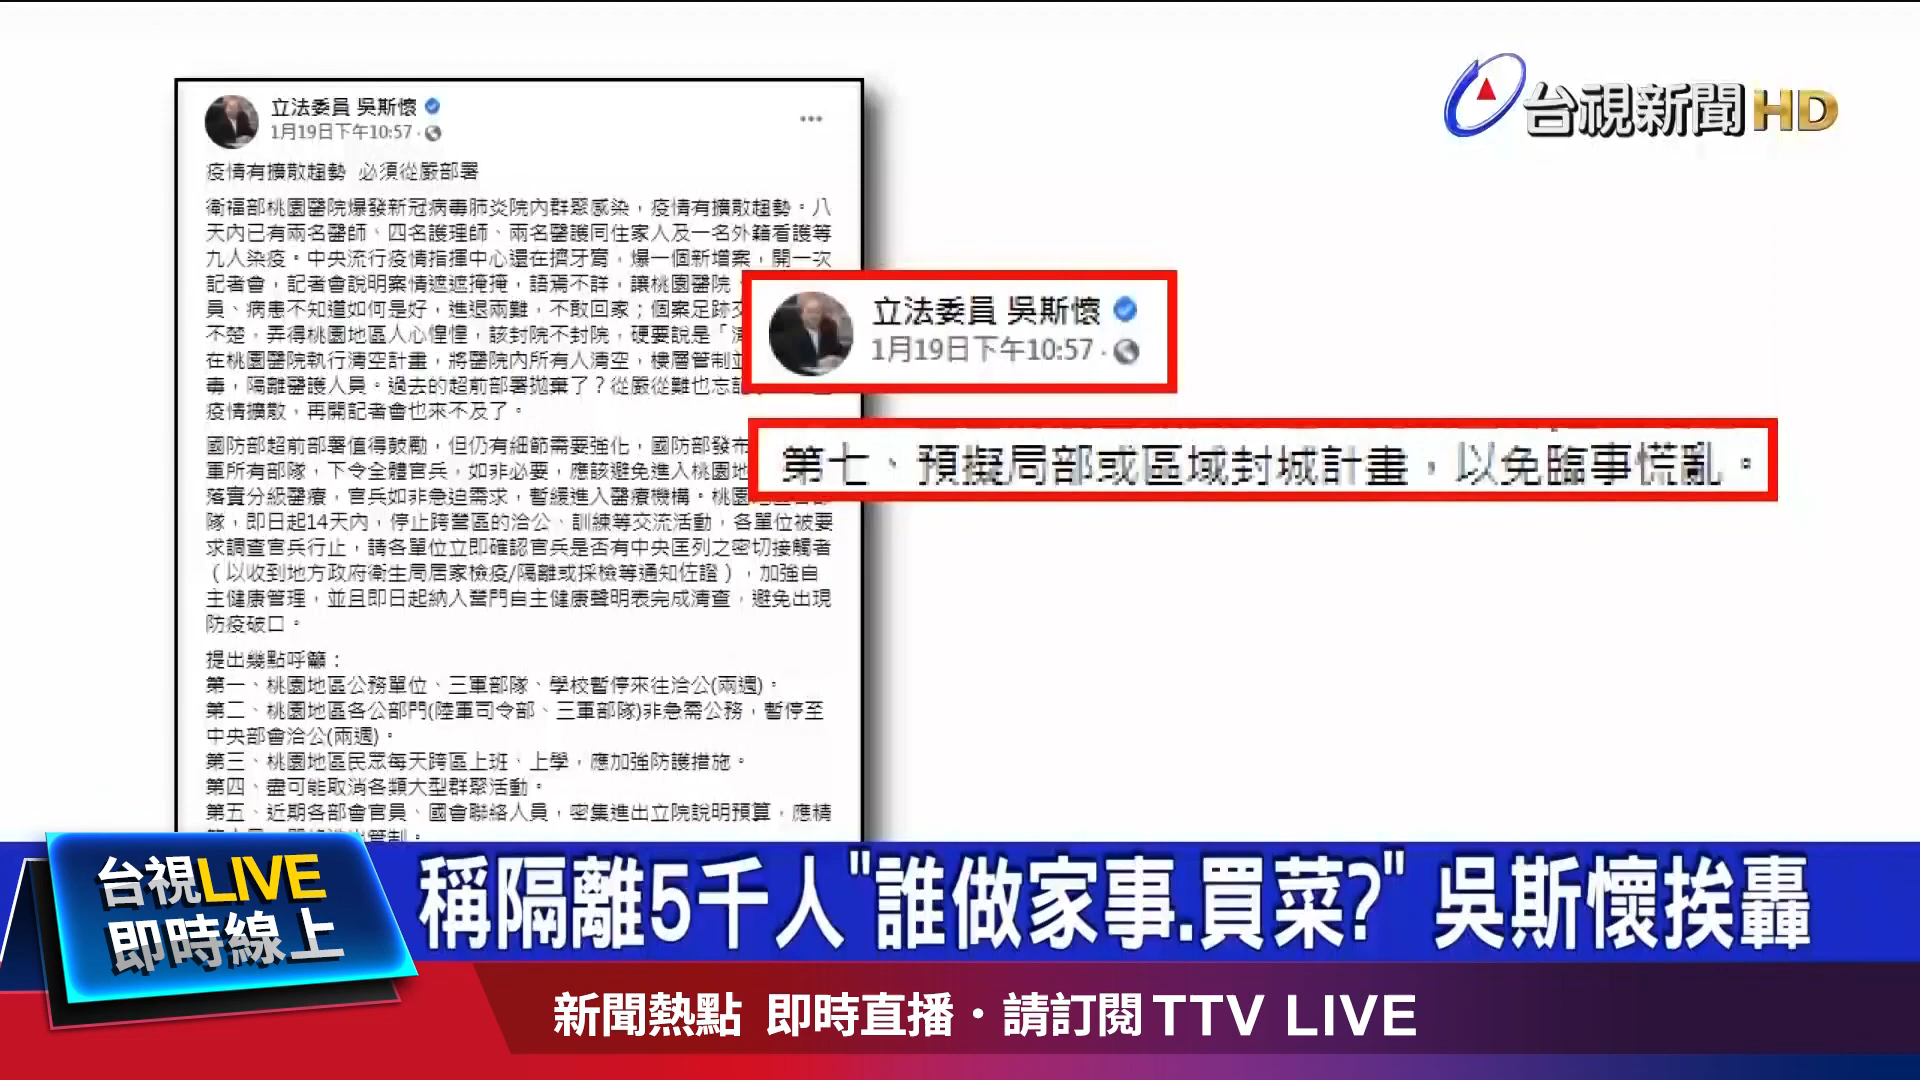 台視新聞HD
立法委員 吳斯懷
1月19日下午10:57
疫情有擴散趨勢 必須從嚴部署
衛福部桃園醫院爆發新冠病毒肺炎院內群聚感染，疫情有擴散趨勢。八
天內已有兩名醫師、四名護理師、兩名醫護同住家人及一名外籍看護等
九人染疫。中央流行疫情指揮中心還在擠牙膏，爆一個新增案，開一次
記者會，記者會說明案情遮遮掩掩，語焉不詳，讓桃園醫院
員、病患不知道如何是好，進退兩難，不敢回家；個案足跡交
不楚，弄得桃園地區人心惶惶，該封院不封院，硬要說是「清
在桃園醫院執行清空計畫，將醫院內所有人清空，樓層管制並
毒，隔離醫護人員。過去的超前部署拋棄了？從嚴從難也忘記
疫情擴散，再開記者會也來不及了。
國防部超前部署值得鼓勵，但仍有細節需要強化，國防部發布
軍所有部隊，下令全體官兵，如非必要，應該避免進入桃園地
落實分級醫療，官兵如非急迫需求，暫緩進入醫療機構。桃園
隊，即日起14天內，停止跨營區的洽公、訓練等交流活動，各單位被要
求調查官兵行止，請各單位立即確認官兵是否有中央匡列之密切接觸者
（以收到地方政府衛生局居家檢疫/隔離或採檢等通知佐證），加強自
主健康管理，並且即日起納入營門自主健康聲明表完成清查，避免出現
防疫破口。
提出幾點呼籲：
第一、桃園地區公務單位、三軍部隊、學校暫停來往洽公(兩週)。
第二、桃園地區各公部門(陸軍司令部、三軍部隊)非急需公務，暫停至
中央部會洽公(兩週)。
第三、桃園地區民眾每天跨區上班、上學，應加強防護措施。
第四、盡可能取消各類大型群聚活動。
第五、近期各部會官員、國會聯絡人員，密集進出立院說明預算，應精
立法委員 吳斯懷
1月19日下午10:57
第七、預擬局部或區域封城計畫，以免臨事慌亂。
台視LIVE
即時線上
稱隔離5千人"誰做家事.買菜?" 吳斯懷挨轟
新聞熱點 即時直播・請訂閱TTV LIVE